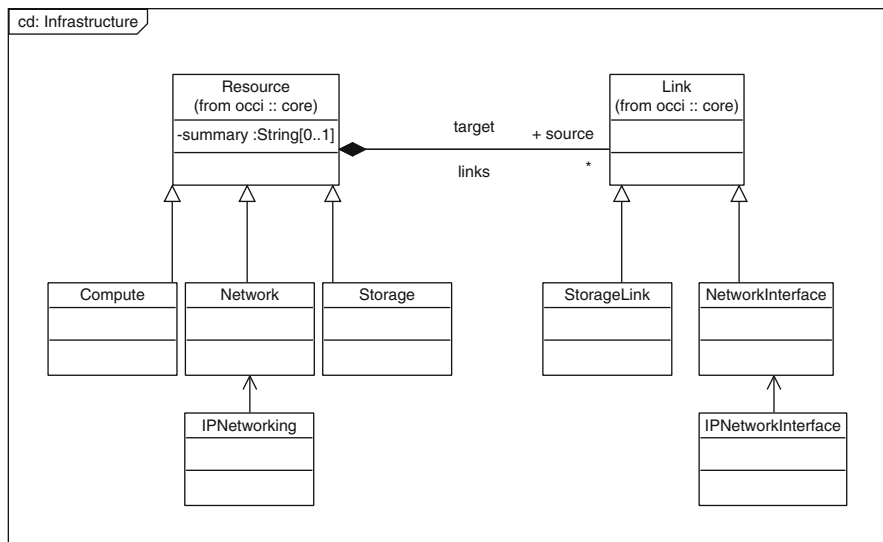 cd: Infrastructure
Resource
(from occi :: core)
-summary :String[0..1]
target
+ source
links
*
Link
(from occi :: core)
Compute
Network
Storage
StorageLink
NetworkInterface
IPNetworking
IPNetworkInterface